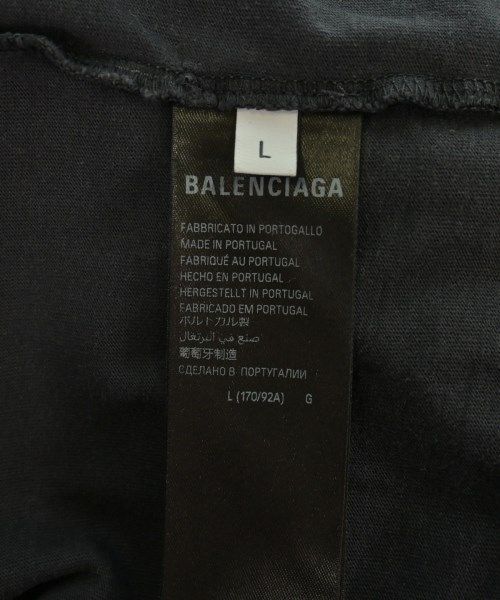 L
BALENCIAGA
FABBRICATO IN PORTOGALLO
MADE IN PORTUGAL
FABRIQUÉ AU PORTUGAL
HECHO EN PORTUGAL
HERGESTELLT IN PORTUGAL
FABRICADO EM PORTUGAL
ポルトガル製
صنع في البرتغال
葡萄牙制造
СДЕЛАНО В ПОРТУГАЛИИ
L (170/92A) G